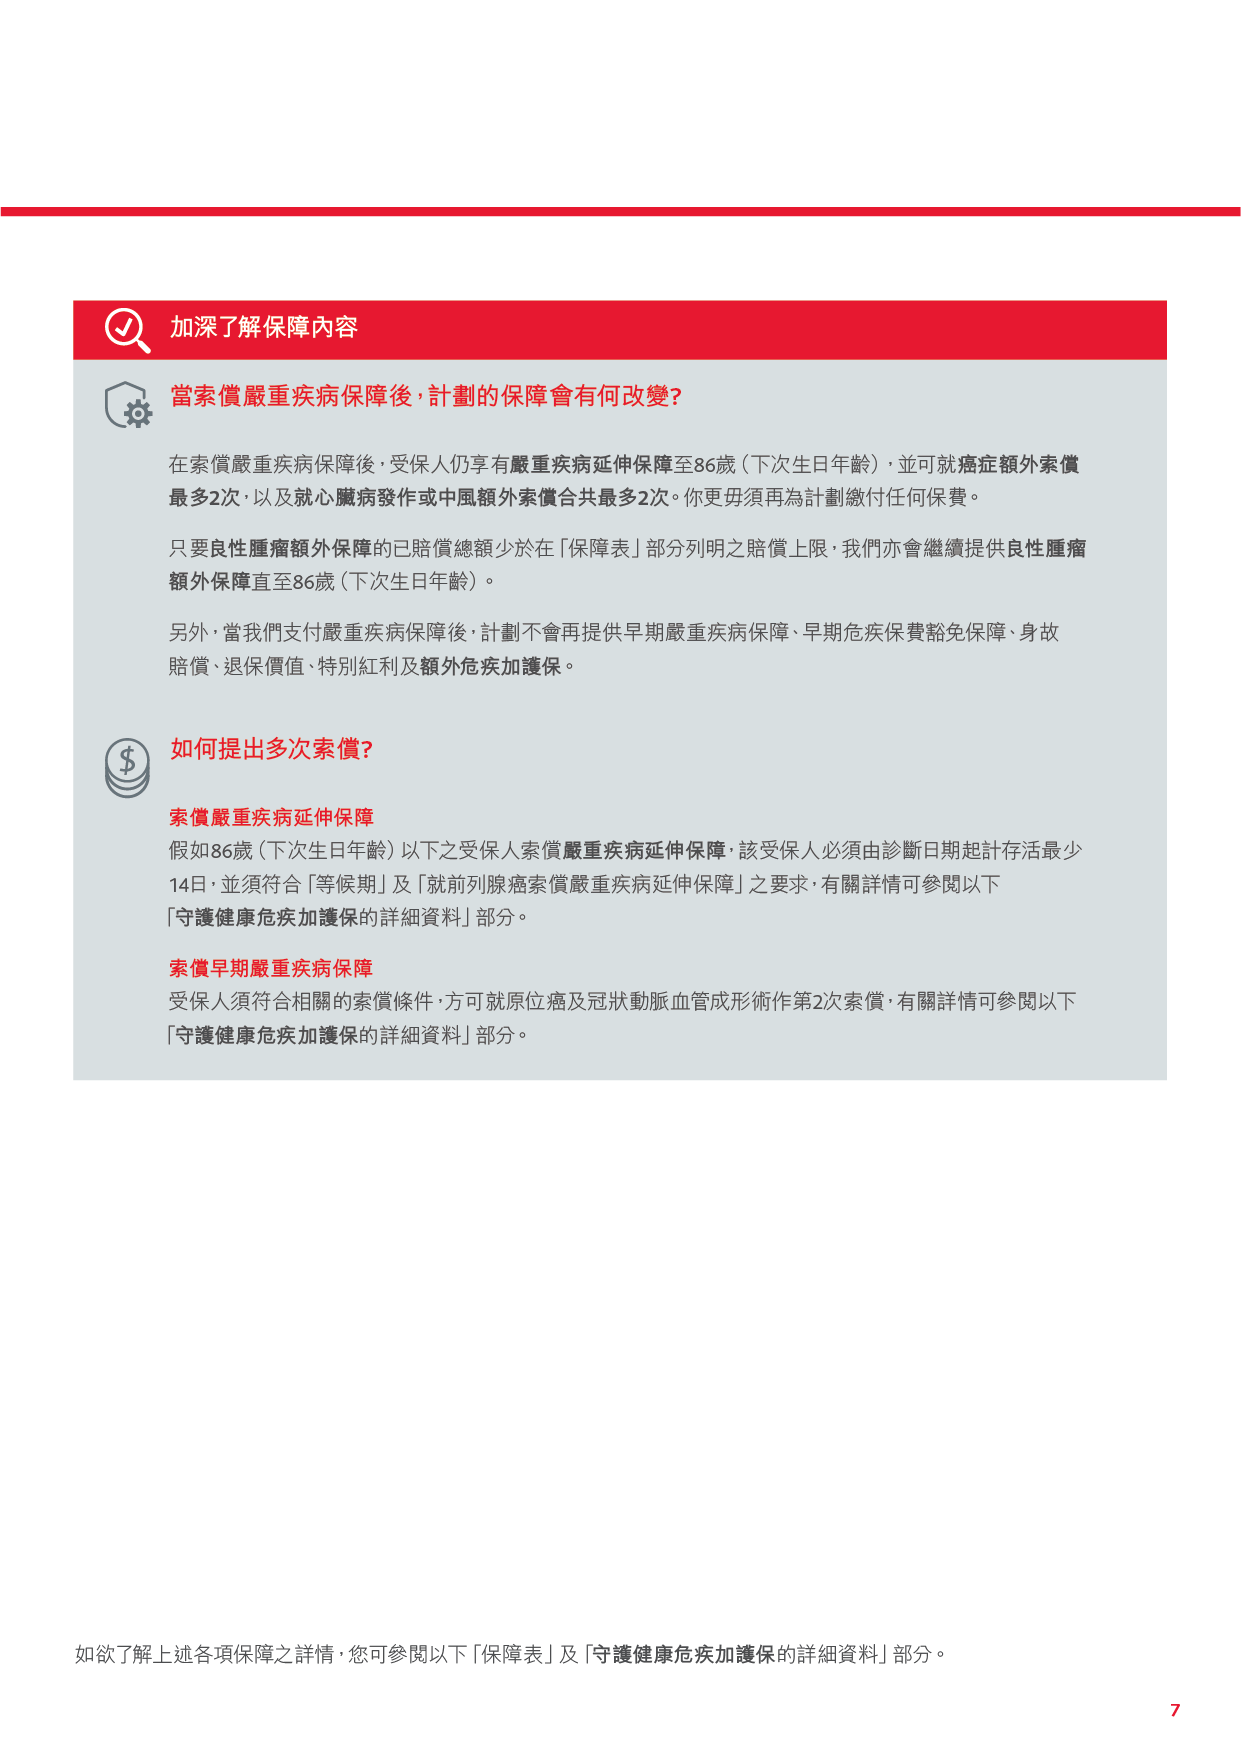 加深了解保障內容
當索償嚴重疾病保障後，計劃的保障會有何改變?
在索償嚴重疾病保障後，受保人仍享有嚴重疾病延伸保障至86歲（下次生日年齡），並可就癌症額外索償
最多2次，以及就心臟病發作或中風額外索償合共最多2次。你更毋須再為計劃繳付任何保費。
只要良性腫瘤額外保障的已賠償總額少於在「保障表」部分列明之賠償上限，我們亦會繼續提供良性腫瘤
額外保障直至86歲（下次生日年齡）。
另外，當我們支付嚴重疾病保障後，計劃不會再提供早期嚴重疾病保障、早期危疾保費豁免保障、身故
賠償、退保價值、特別紅利及額外危疾加護保。
$
如何提出多次索償?
索償嚴重疾病延伸保障
假如86歲（下次生日年齡）以下之受保人索償嚴重疾病延伸保障，該受保人必須由診斷日期起計存活最少
14日，並須符合「等候期」及「就前列腺癌索償嚴重疾病延伸保障」之要求，有關詳情可參閱以下
「守護健康危疾加護保的詳細資料」部分。
索償早期嚴重疾病保障
受保人須符合相關的索償條件，方可就原位癌及冠狀動脈血管成形術作第2次索償，有關詳情可參閱以下
「守護健康危疾加護保的詳細資料」部分。
如欲了解上述各項保障之詳情，您可參閱以下「保障表」及「守護健康危疾加護保的詳細資料」部分。
7